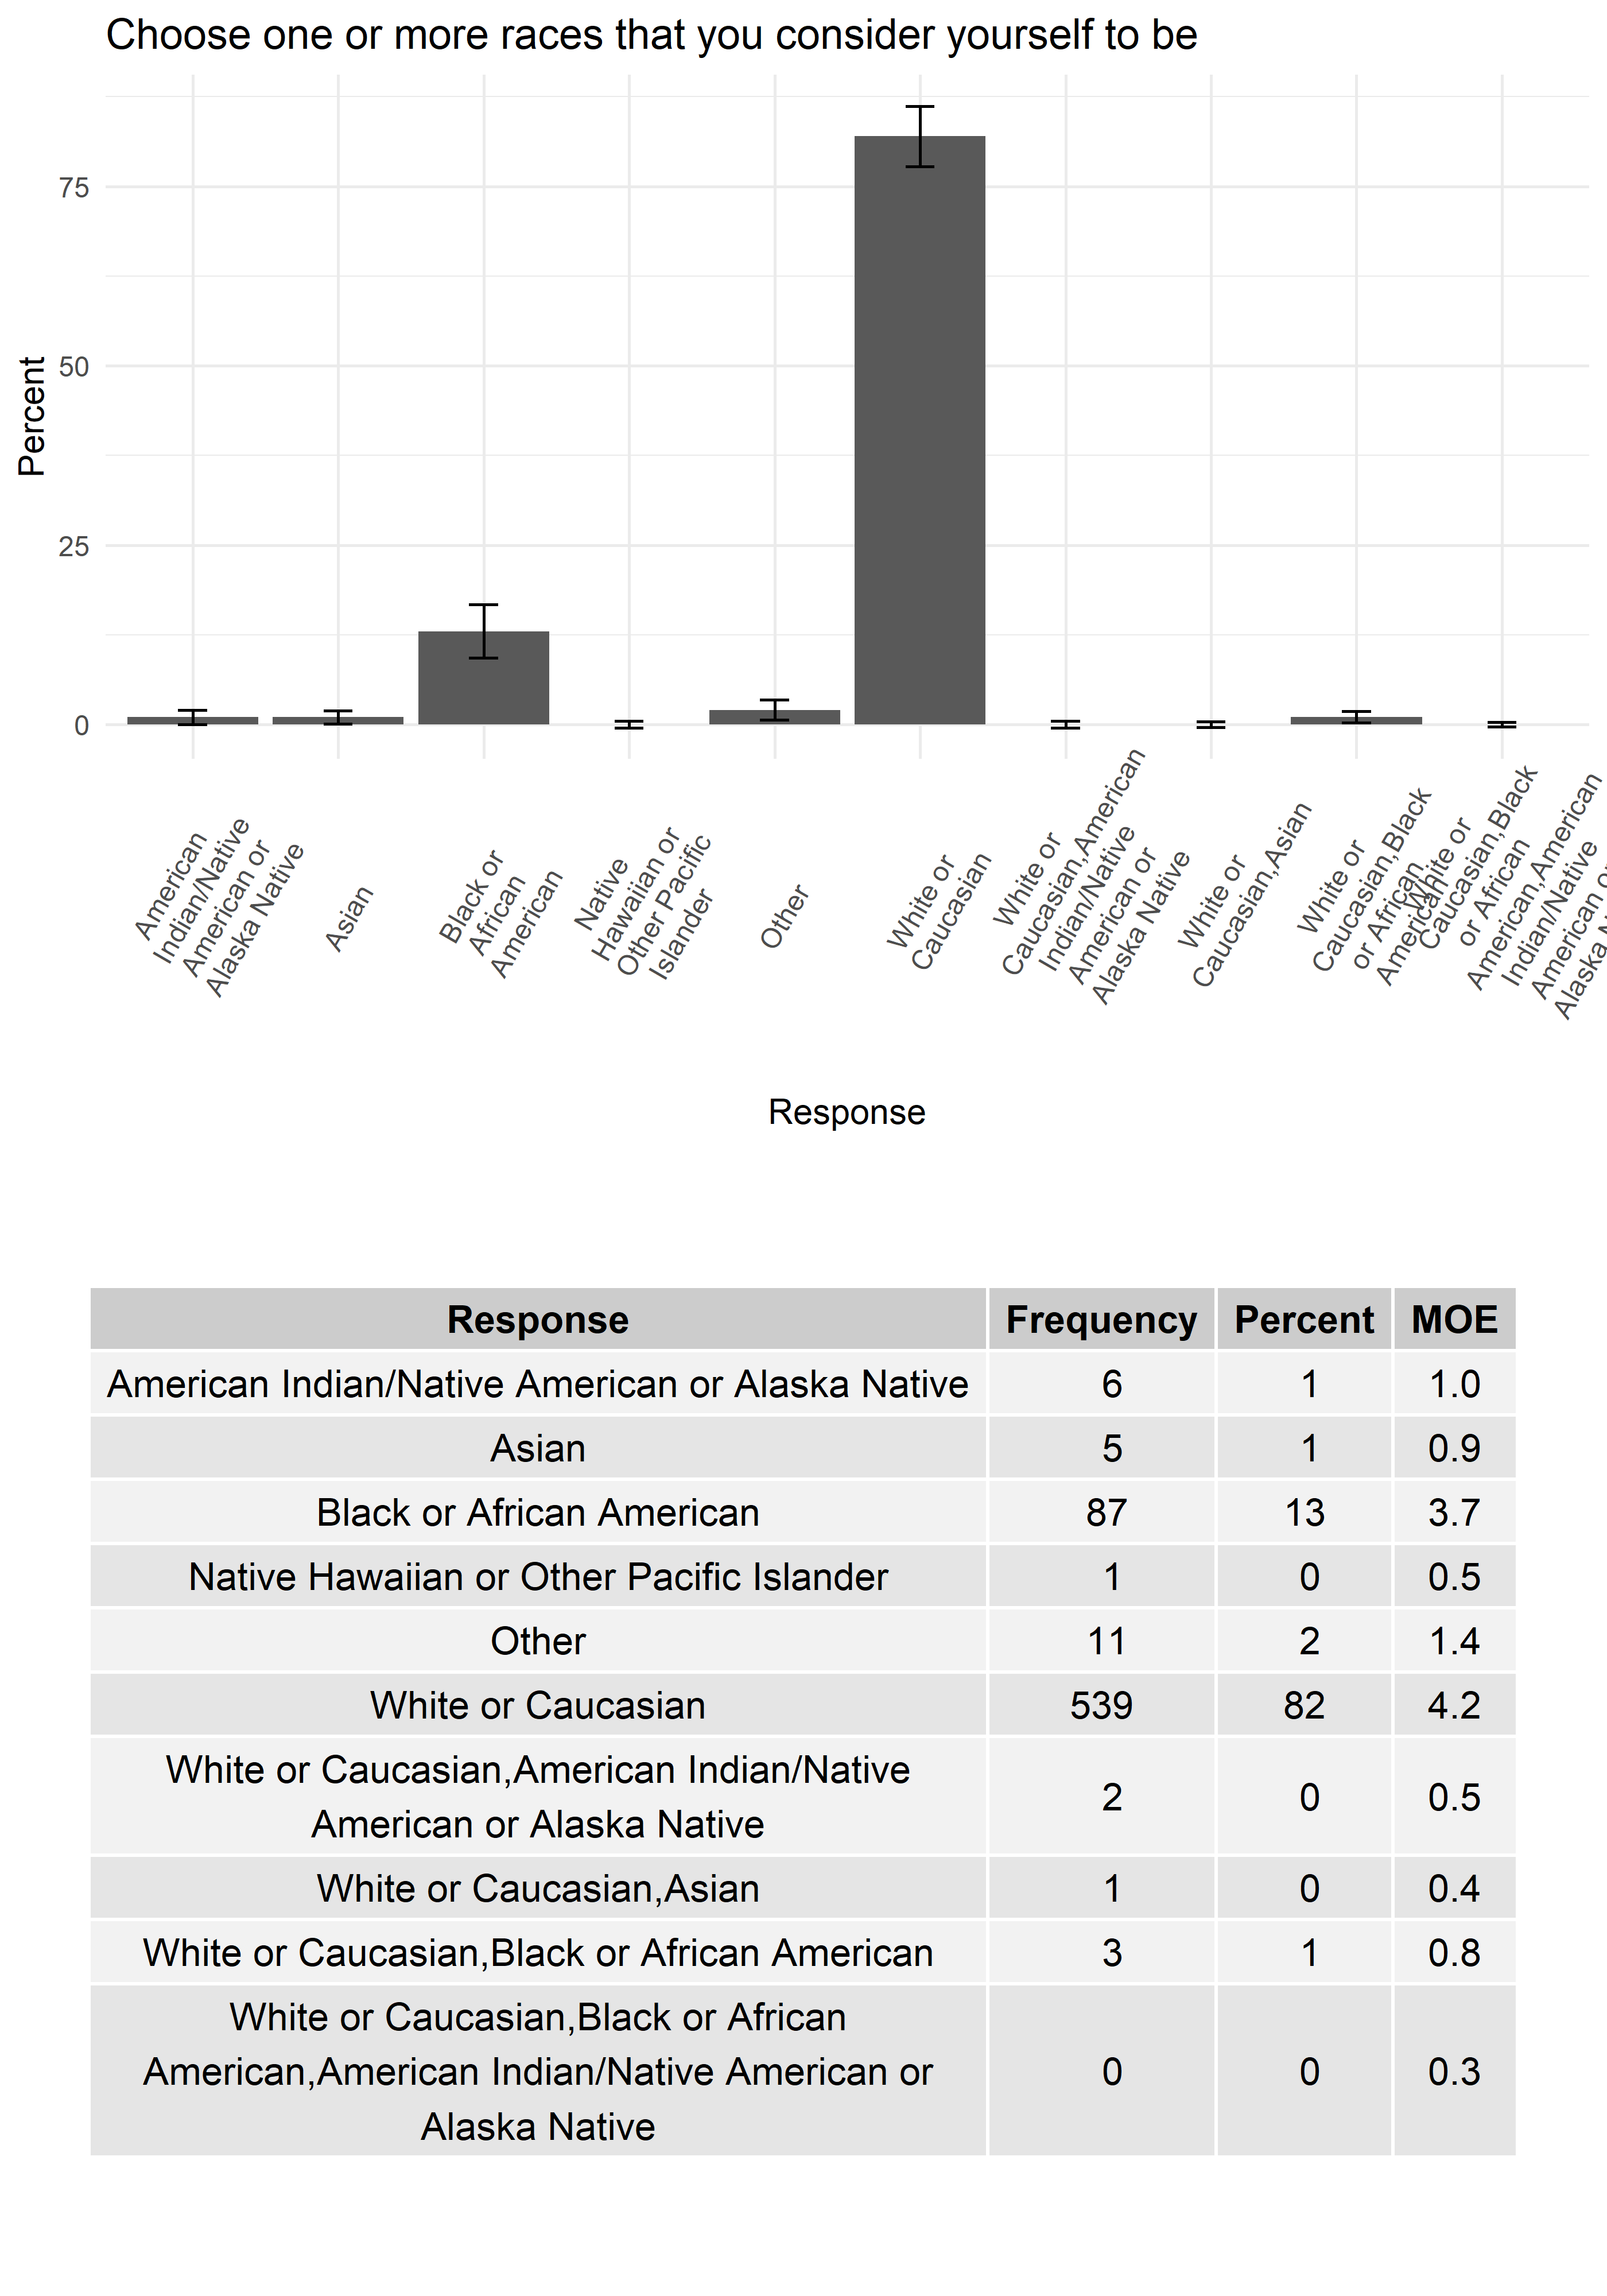 Choose one or more races that you consider yourself to be
Percent
75
50
25
0
American
Indian/Native
American or
Alaska Native
Asian
Black or
African
American
Native
Hawaiian or
Other Pacific
Islander
Other
White or
Caucasian
White or
Caucasian,American
Indian/Native
American or
Alaska Native
White or
Caucasian,Asian
White or
Caucasian,Black
or African
American
White or
Caucasian,Black
or African
American,American
Indian/Native
American or
Alaska
Response
Response Frequency Percent MOE
American Indian/Native American or Alaska Native 6 1 1.0
Asian 5 1 0.9
Black or African American 87 13 3.7
Native Hawaiian or Other Pacific Islander 1 0 0.5
Other 11 2 1.4
White or Caucasian 539 82 4.2
White or Caucasian,American Indian/Native
American or Alaska Native 2 0 0.5
White or Caucasian,Asian 1 0 0.4
White or Caucasian,Black or African American 3 1 0.8
White or Caucasian,Black or African
American,American Indian/Native American or
Alaska Native 0 0 0.3